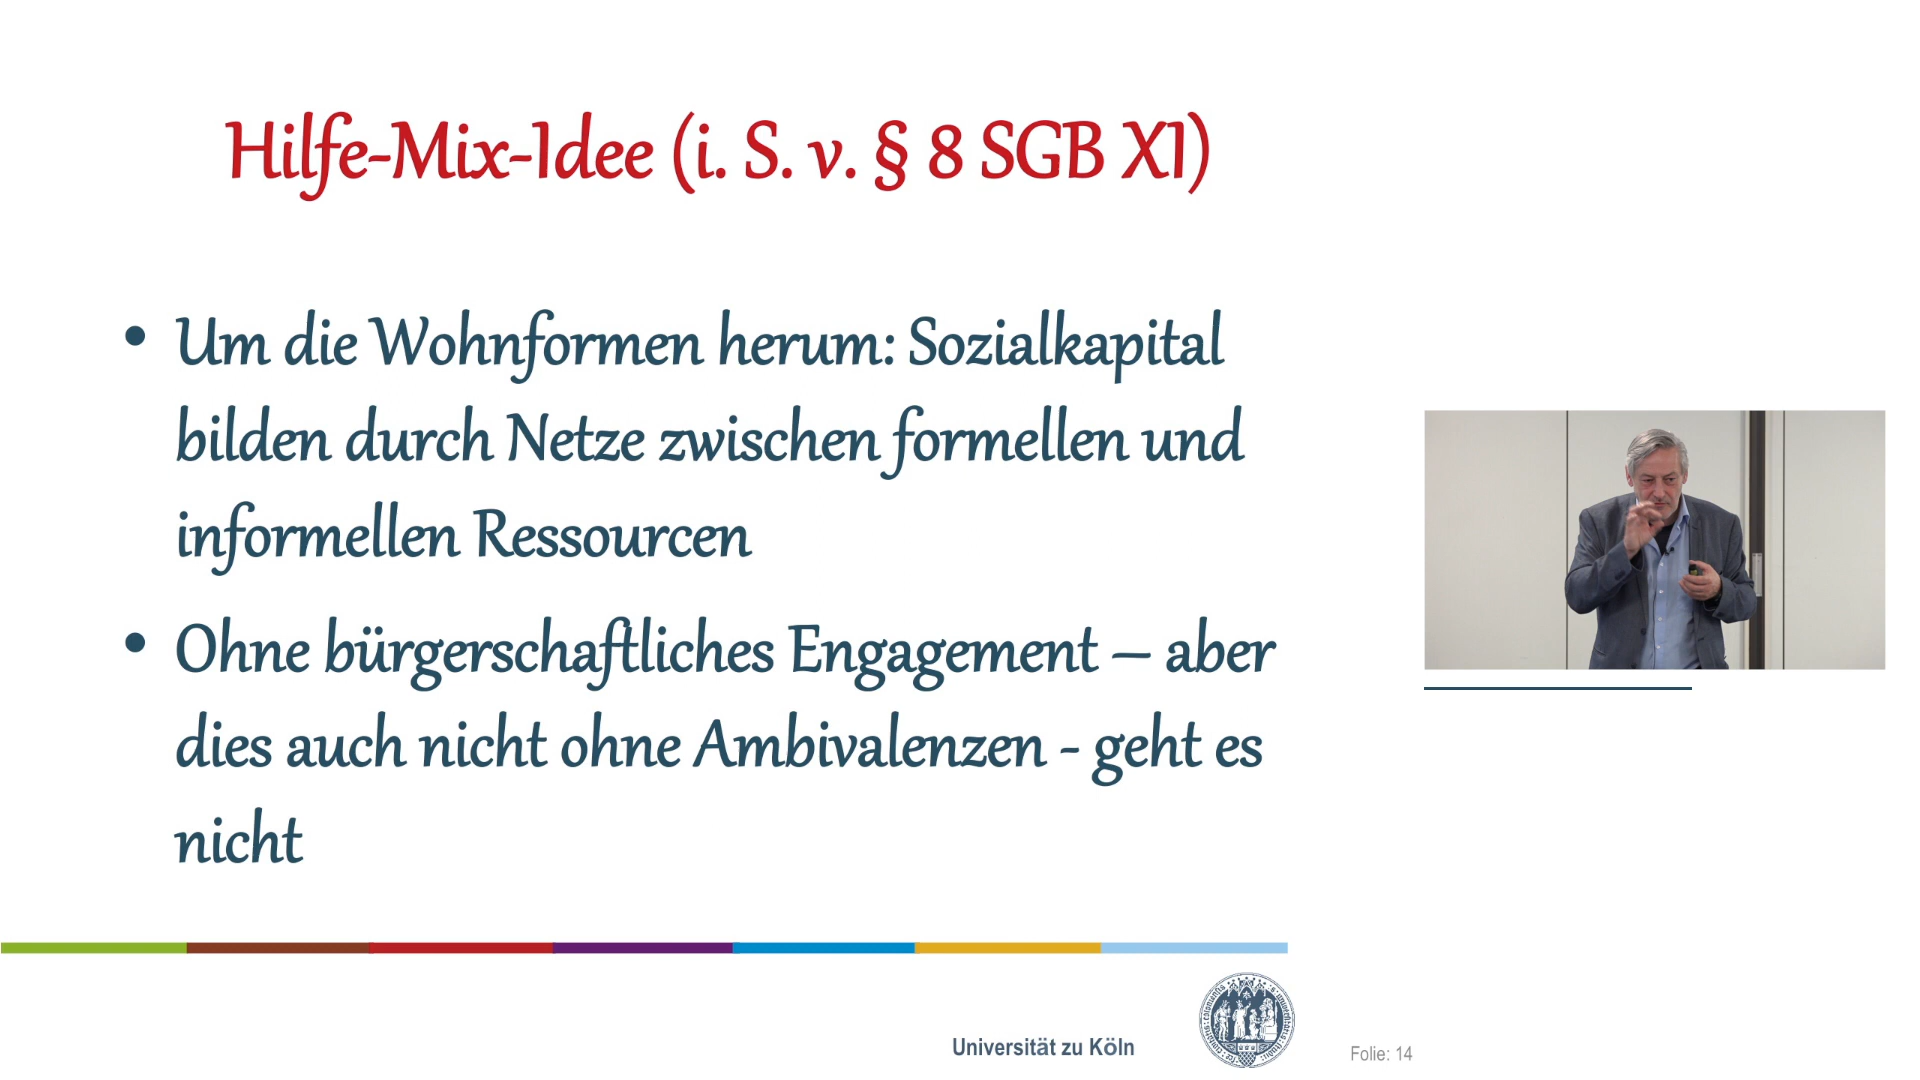 Hilfe-Mix-Idee (i. S. v. § 8 SGB XI)
• Um die Wohnformen herum: Sozialkapital
bilden durch Netze zwischen formellen und
informellen Ressourcen
• Ohne bürgerschaftliches Engagement – aber
dies auch nicht ohne Ambivalenzen - geht es
nicht
Universität zu Köln
Folie: 14